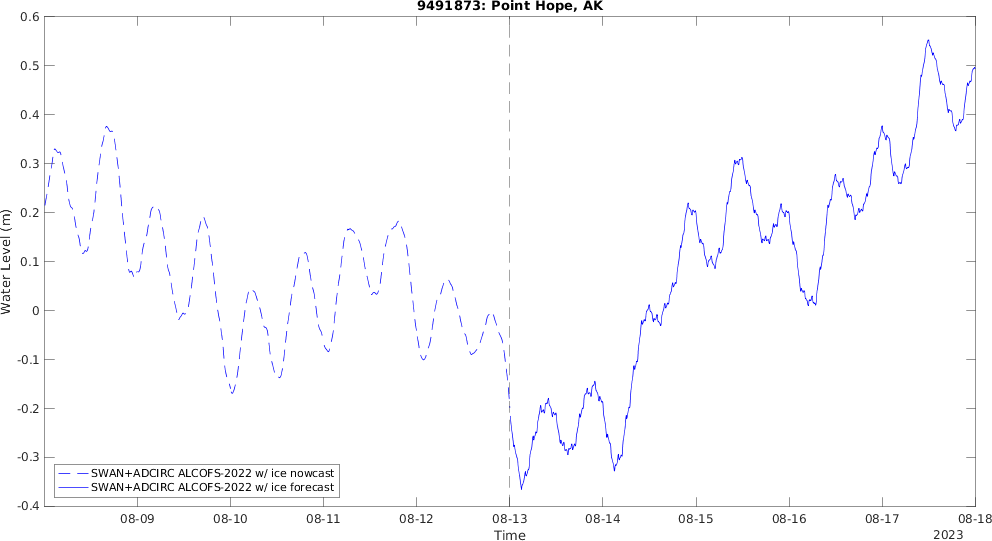 9491873: Point Hope, AK
0.6
0.5
0.4
0.3
0.2
0.1
0
-0.1
-0.2
-0.3
-0.4
Water Level (m)
SWAN+ADCIRC ALCOFS-2022 w/ ice nowcast
SWAN+ADCIRC ALCOFS-2022 w/ ice forecast
08-09 08-10 08-11 08-12 08-13 08-14 08-15 08-16 08-17 08-18
Time
2023